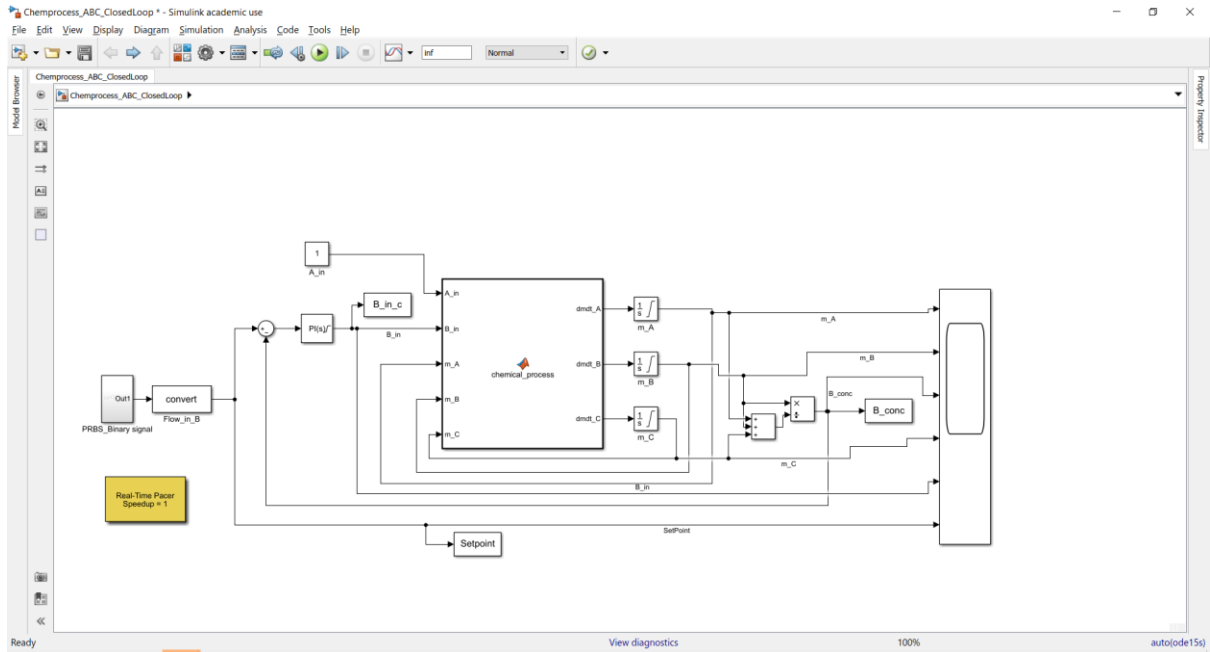 Chemprocess_ABC_ClosedLoop * - Simulink academic use
File Edit View Display Diagram Simulation Analysis Code Tools Help
inf
Normal
Model Browser
Chemprocess_ABC_ClosedLoop
Chemprocess_ABC_ClosedLoop
Property Inspector
1
A_in
B_in_c
PI(s)
B_in
A_in
B_in
m_A
m_B
m_C
chemical_process
dmdt_A
dmdt_B
dmdt_C
1
s
m_A
1
s
m_B
1
s
m_C
m_A
m_B
B_conc
B_conc
m_C
B_in
SetPoint
Out1
PRBS_Binary signal
convert
Flow_in_B
Real-Time Pacer
Speedup = 1
Setpoint
Ready
View diagnostics
100%
auto(ode15s)